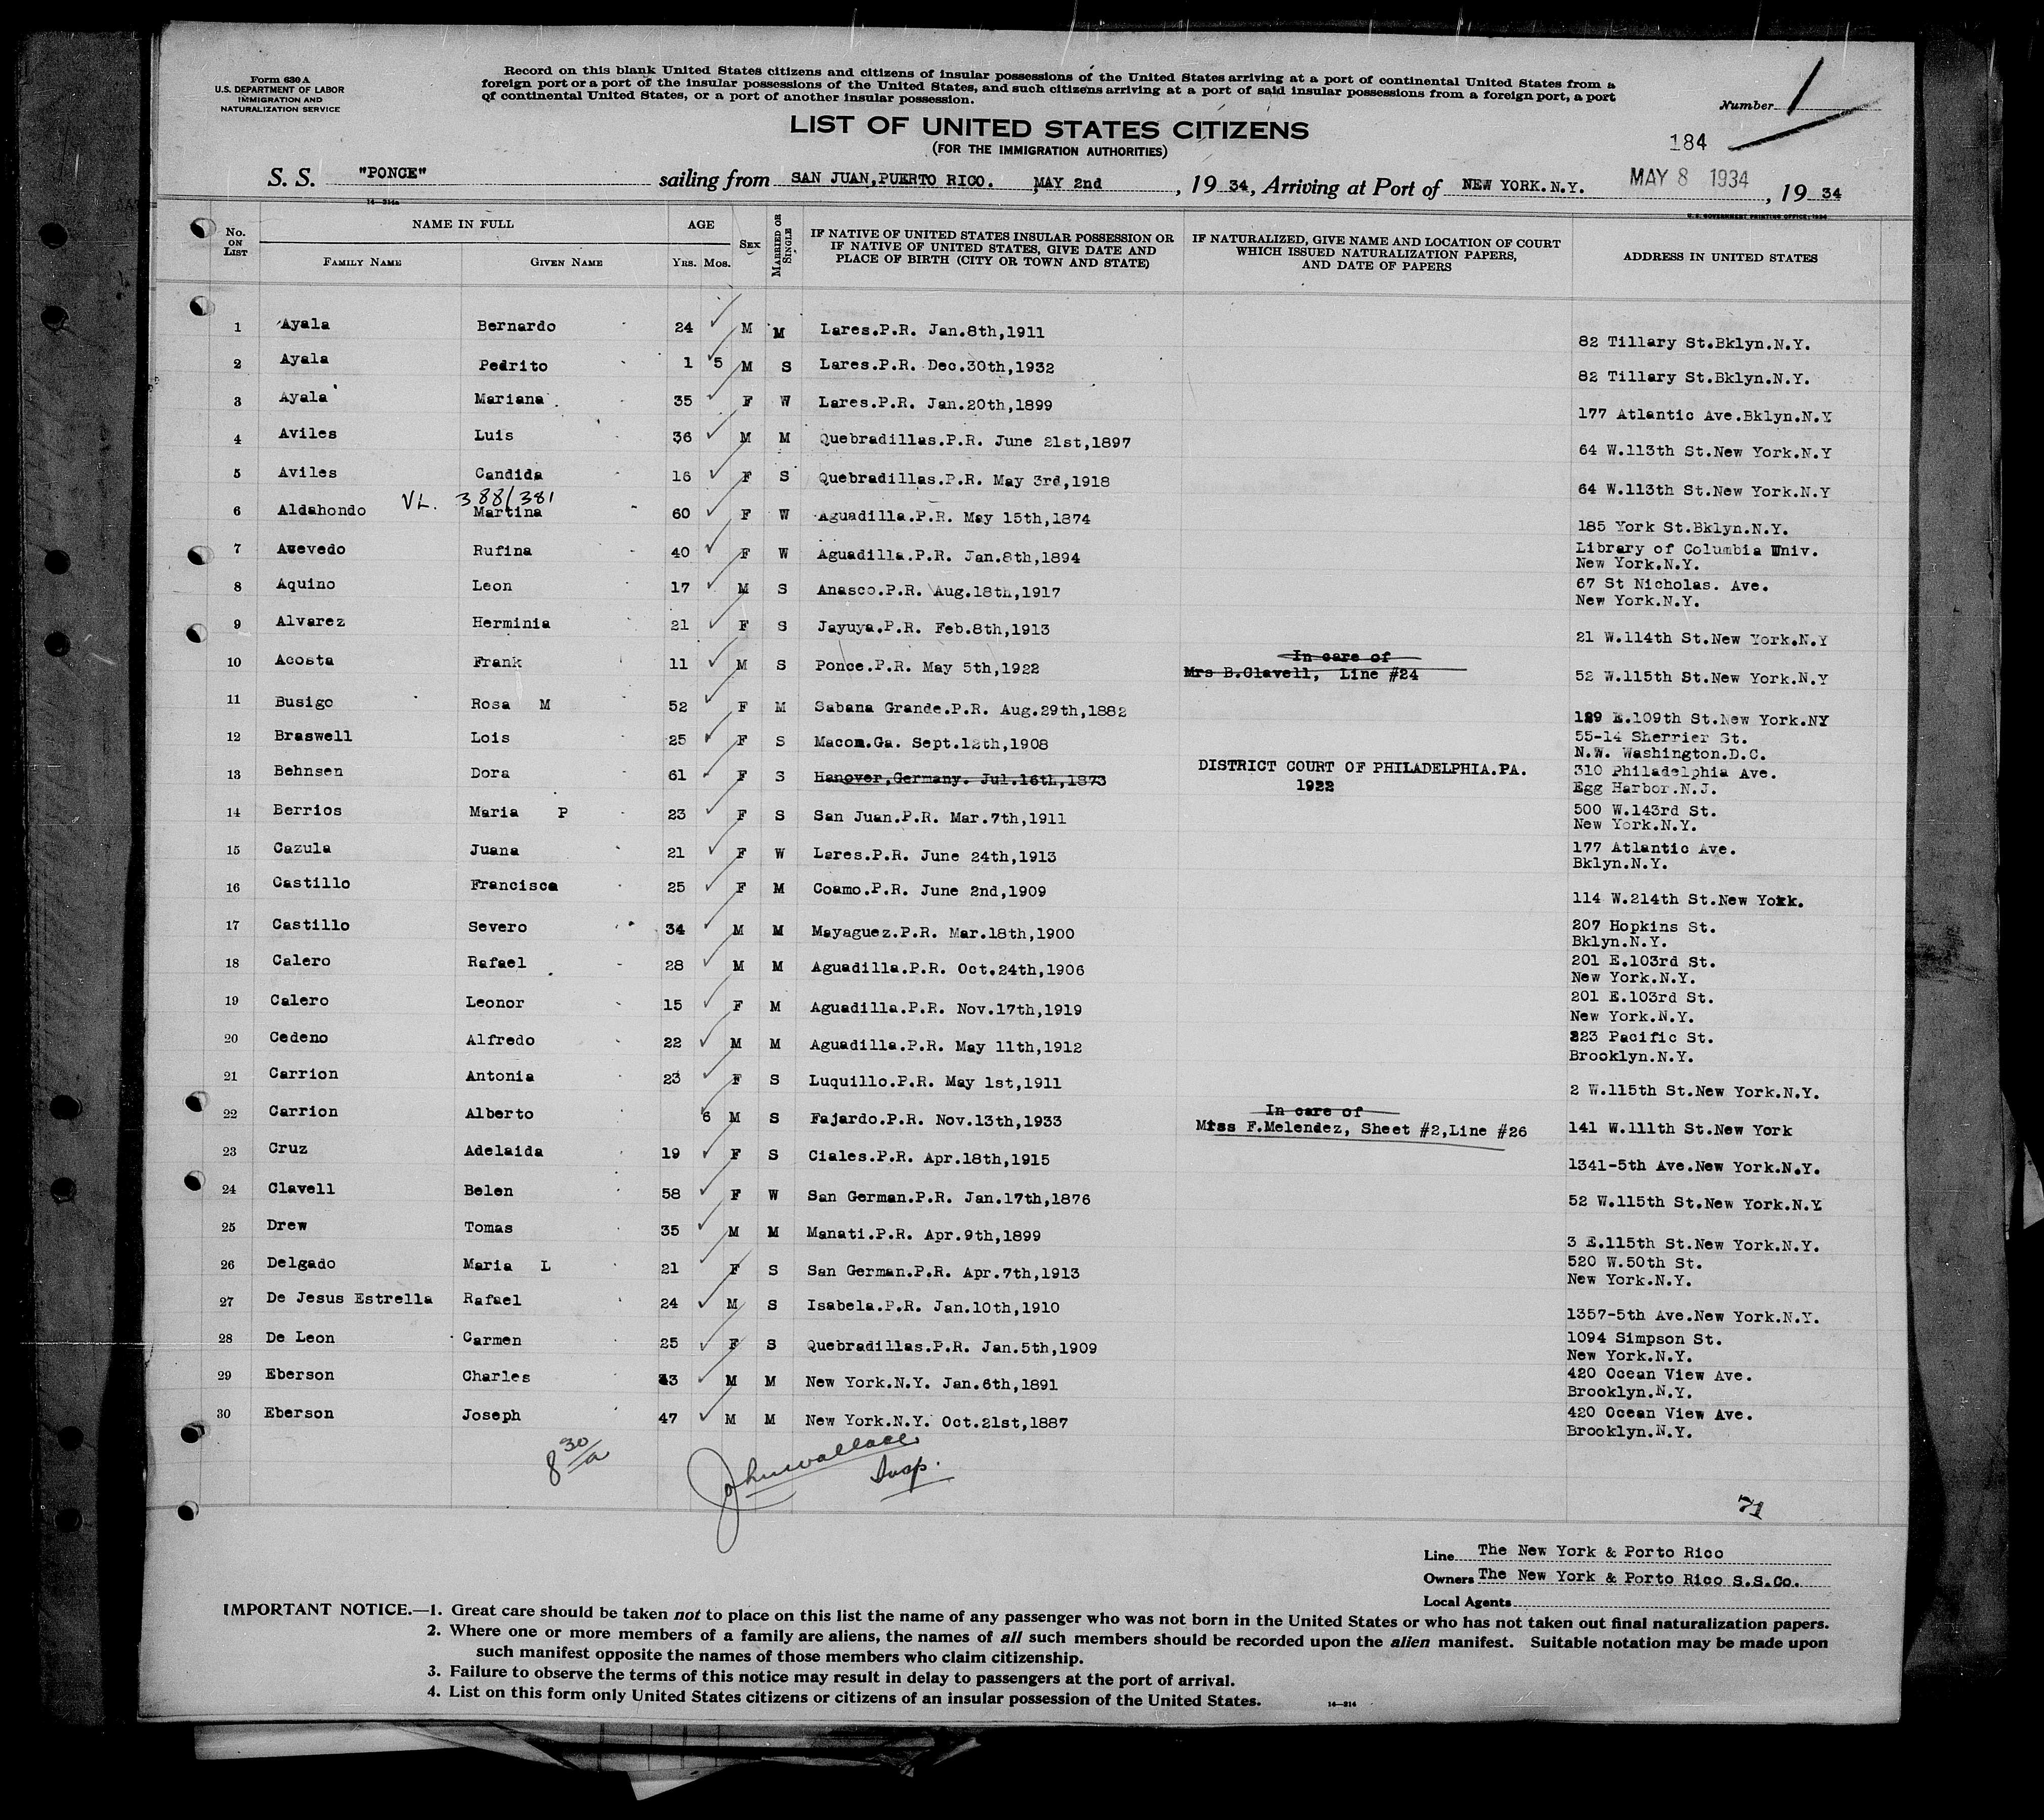 Form 630 A
U.S. DEPARTMENT OF LABOR
IMMIGRATION AND
NATURALIZATION SERVICE
Record on this blank United States citizens and citizens of insular possessions of the United States arriving at a port of continental United States from a
foreign port or a port of the insular possessions of the United States, and such citizens arriving at a port of said insular possessions from a foreign port, a port
of continental United States, or a port of another insular possession.
Number 1
LIST OF UNITED STATES CITIZENS
(FOR THE IMMIGRATION AUTHORITIES)
184
S. S. "PONCE" sailing from SAN JUAN,PUERTO RICO. MAY 2nd, 19 34, Arriving at Port of NEW YORK.N.Y. MAY 8 1934, 19 34
14-214a
U. S. GOVERNMENT PRINTING OFFICE: 1934
No. ON LIST NAME IN FULL AGE SEX MARRIED OR SINGLE IF NATIVE OF UNITED STATES INSULAR POSSESSION OR IF NATIVE OF UNITED STATES, GIVE DATE AND PLACE OF BIRTH (CITY OR TOWN AND STATE) IF NATURALIZED, GIVE NAME AND LOCATION OF COURT WHICH ISSUED NATURALIZATION PAPERS, AND DATE OF PAPERS ADDRESS IN UNITED STATES
FAMILY NAME GIVEN NAME YRS. MOS.
1 Ayala Bernardo 24 M M Lares.P.R. Jan.8th,1911 82 Tillary St.Bklyn.N.Y.
2 Ayala Pedrito 1 5 M S Lares.P.R. Dec.30th,1932 82 Tillary St.Bklyn.N.Y.
3 Ayala Mariana 35 F W Lares.P.R. Jan.20th,1899 177 Atlantic Ave.Bklyn.N.Y
4 Aviles Luis 36 M M Quebradillas.P.R. June 21st,1897 64 W.113th St.New York.N.Y
5 Aviles Candida 16 F S Quebradillas.P.R. May 3rd,1918 64 W.113th St.New York.N.Y
VL. 388/381
6 Aldahondo Martina 60 F W Aguadilla.P.R. May 15th,1874 185 York St.Bklyn.N.Y.
7 Acevedo Rufina 40 F W Aguadilla.P.R. Jan.8th,1894 Library of Columbia Univ.
New York.N.Y.
8 Aquino Leon 17 M S Anasco.P.R. Aug.18th,1917 67 St Nicholas. Ave.
New York.N.Y.
9 Alvarez Herminia 21 F S Jayuya.P.R. Feb.8th,1913 21 W.114th St.New York.N.Y
In care of
10 Acosta Frank 11 M S Ponce.P.R. May 5th,1922 Mrs B.Clavell, Line #24 52 W.115th St.New York.N.Y
11 Busigo Rosa M 52 F M Sabana Grande.P.R. Aug.29th,1882 129 E.109th St.New York.NY
12 Braswell Lois 25 F S Macon.Ga. Sept.12th,1908 55-14 Sherrier St.
N.W. Washington.D.C.
13 Behnsen Dora 61 F S Hanover,Germany. Jul.16th,1873 DISTRICT COURT OF PHILADELPHIA.PA. 310 Philadelphia Ave.
1922 Egg Harbor.N.J.
14 Berrios Maria P 23 F S San Juan.P.R. Mar.7th,1911 500 W.143rd St.
New York.N.Y.
15 Cazula Juana 21 F W Lares.P.R. June 24th,1913 177 Atlantic Ave.
Bklyn.N.Y.
16 Castillo Francisca 25 F M Coamo.P.R. June 2nd,1909 114 W.214th St.New York.
17 Castillo Severo 34 M M Mayaguez.P.R. Mar.18th,1900 207 Hopkins St.
Bklyn.N.Y.
18 Calero Rafael 28 M M Aguadilla.P.R. Oct.24th,1906 201 E.103rd St.
New York.N.Y.
19 Calero Leonor 15 F M Aguadilla.P.R. Nov.17th,1919 201 E.103rd St.
New York.N.Y.
20 Cedeno Alfredo 22 M M Aguadilla.P.R. May 11th,1912 223 Pacific St.
Brooklyn.N.Y.
21 Carrion Antonia 23 F S Luquillo.P.R. May 1st,1911 2 W.115th St.New York.N.Y.
In care of
22 Carrion Alberto 6 M S Fajardo.P.R. Nov.13th,1933 Miss F.Melendez, Sheet #2,Line #26 141 W.111th St.New York
23 Cruz Adelaida 19 F S Ciales.P.R. Apr.18th,1915 1341-5th Ave.New York.N.Y.
24 Clavell Belen 58 F W San German.P.R. Jan.17th,1876 52 W.115th St.New York.N.Y
25 Drew Tomas 35 M M Manati.P.R. Apr.9th,1899 3 E.115th St.New York.N.Y.
26 Delgado Maria L 21 F S San German.P.R. Apr.7th,1913 520 W.50th St.
New York.N.Y.
27 De Jesus Estrella Rafael 24 M S Isabela.P.R. Jan.10th,1910 1357-5th Ave.New York.N.Y.
28 De Leon Carmen 25 F S Quebradillas.P.R. Jan.5th,1909 1094 Simpson St.
New York.N.Y.
29 Eberson Charles 43 M M New York.N.Y. Jan.6th,1891 420 Ocean View Ave.
Brooklyn.N.Y.
30 Eberson Joseph 47 M M New York.N.Y. Oct.21st,1887 420 Ocean View Ave.
Brooklyn.N.Y.
8 30/a John Wallace
Insp.
71
Line The New York & Porto Rico
Owners The New York & Porto Rico S.S.Co.
Local Agents
IMPORTANT NOTICE.—1. Great care should be taken not to place on this list the name of any passenger who was not born in the United States or who has not taken out final naturalization papers.
2. Where one or more members of a family are aliens, the names of all such members should be recorded upon the alien manifest. Suitable notation may be made upon
such manifest opposite the names of those members who claim citizenship.
3. Failure to observe the terms of this notice may result in delay to passengers at the port of arrival.
4. List on this form only United States citizens or citizens of an insular possession of the United States.
14—214